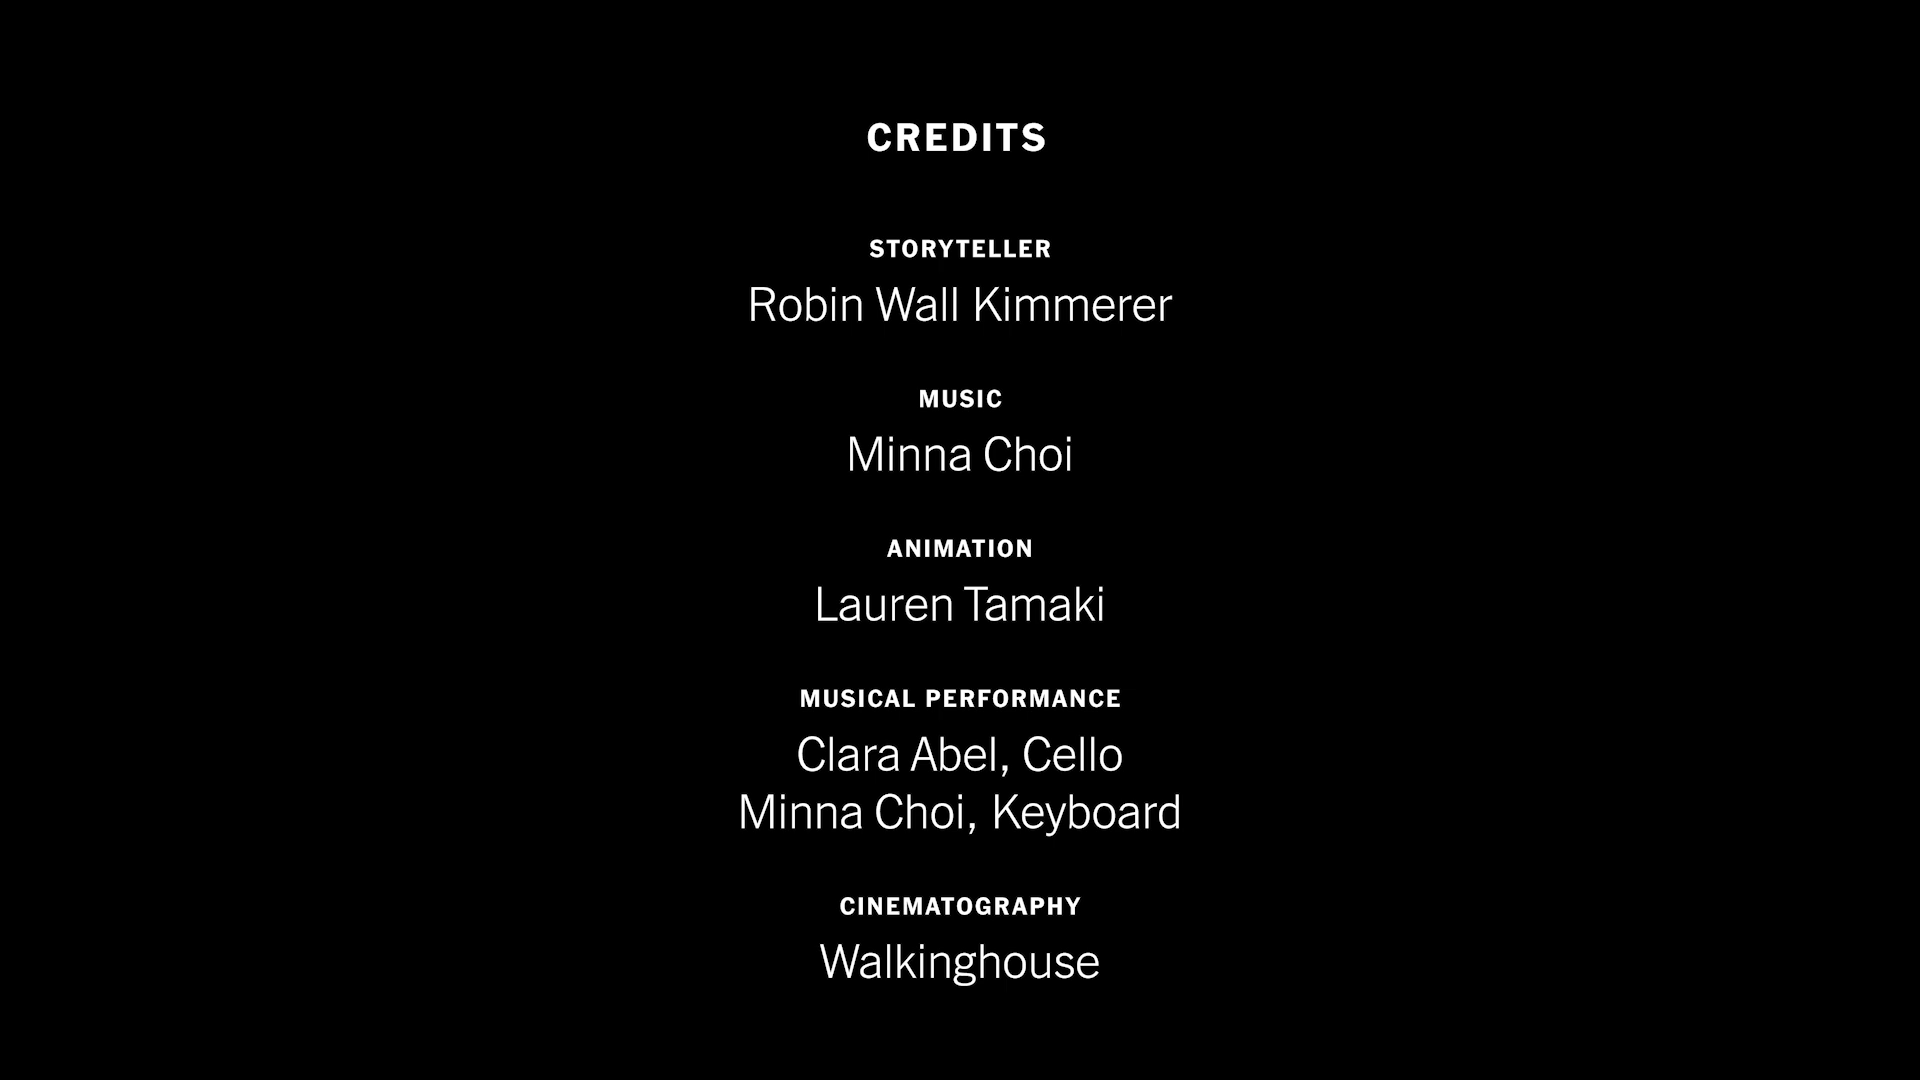 CREDITS
STORYTELLER
Robin Wall Kimmerer
MUSIC
Minna Choi
ANIMATION
Lauren Tamaki
MUSICAL PERFORMANCE
Clara Abel, Cello
Minna Choi, Keyboard
CINEMATOGRAPHY
Walkinghouse